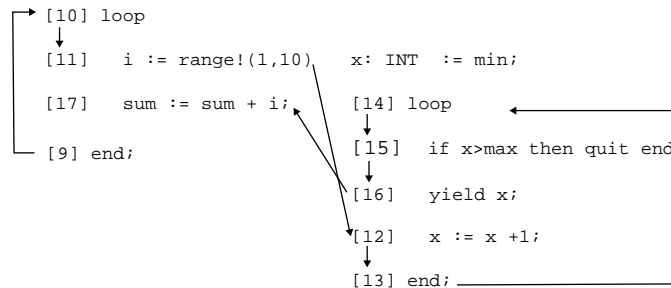 [10] loop
[11] i := range!(1,10) x: INT := min;
[17] sum := sum + i; [14] loop
[15] if x>max then quit end
[9] end;
[16] yield x;
[12] x := x +1;
[13] end;